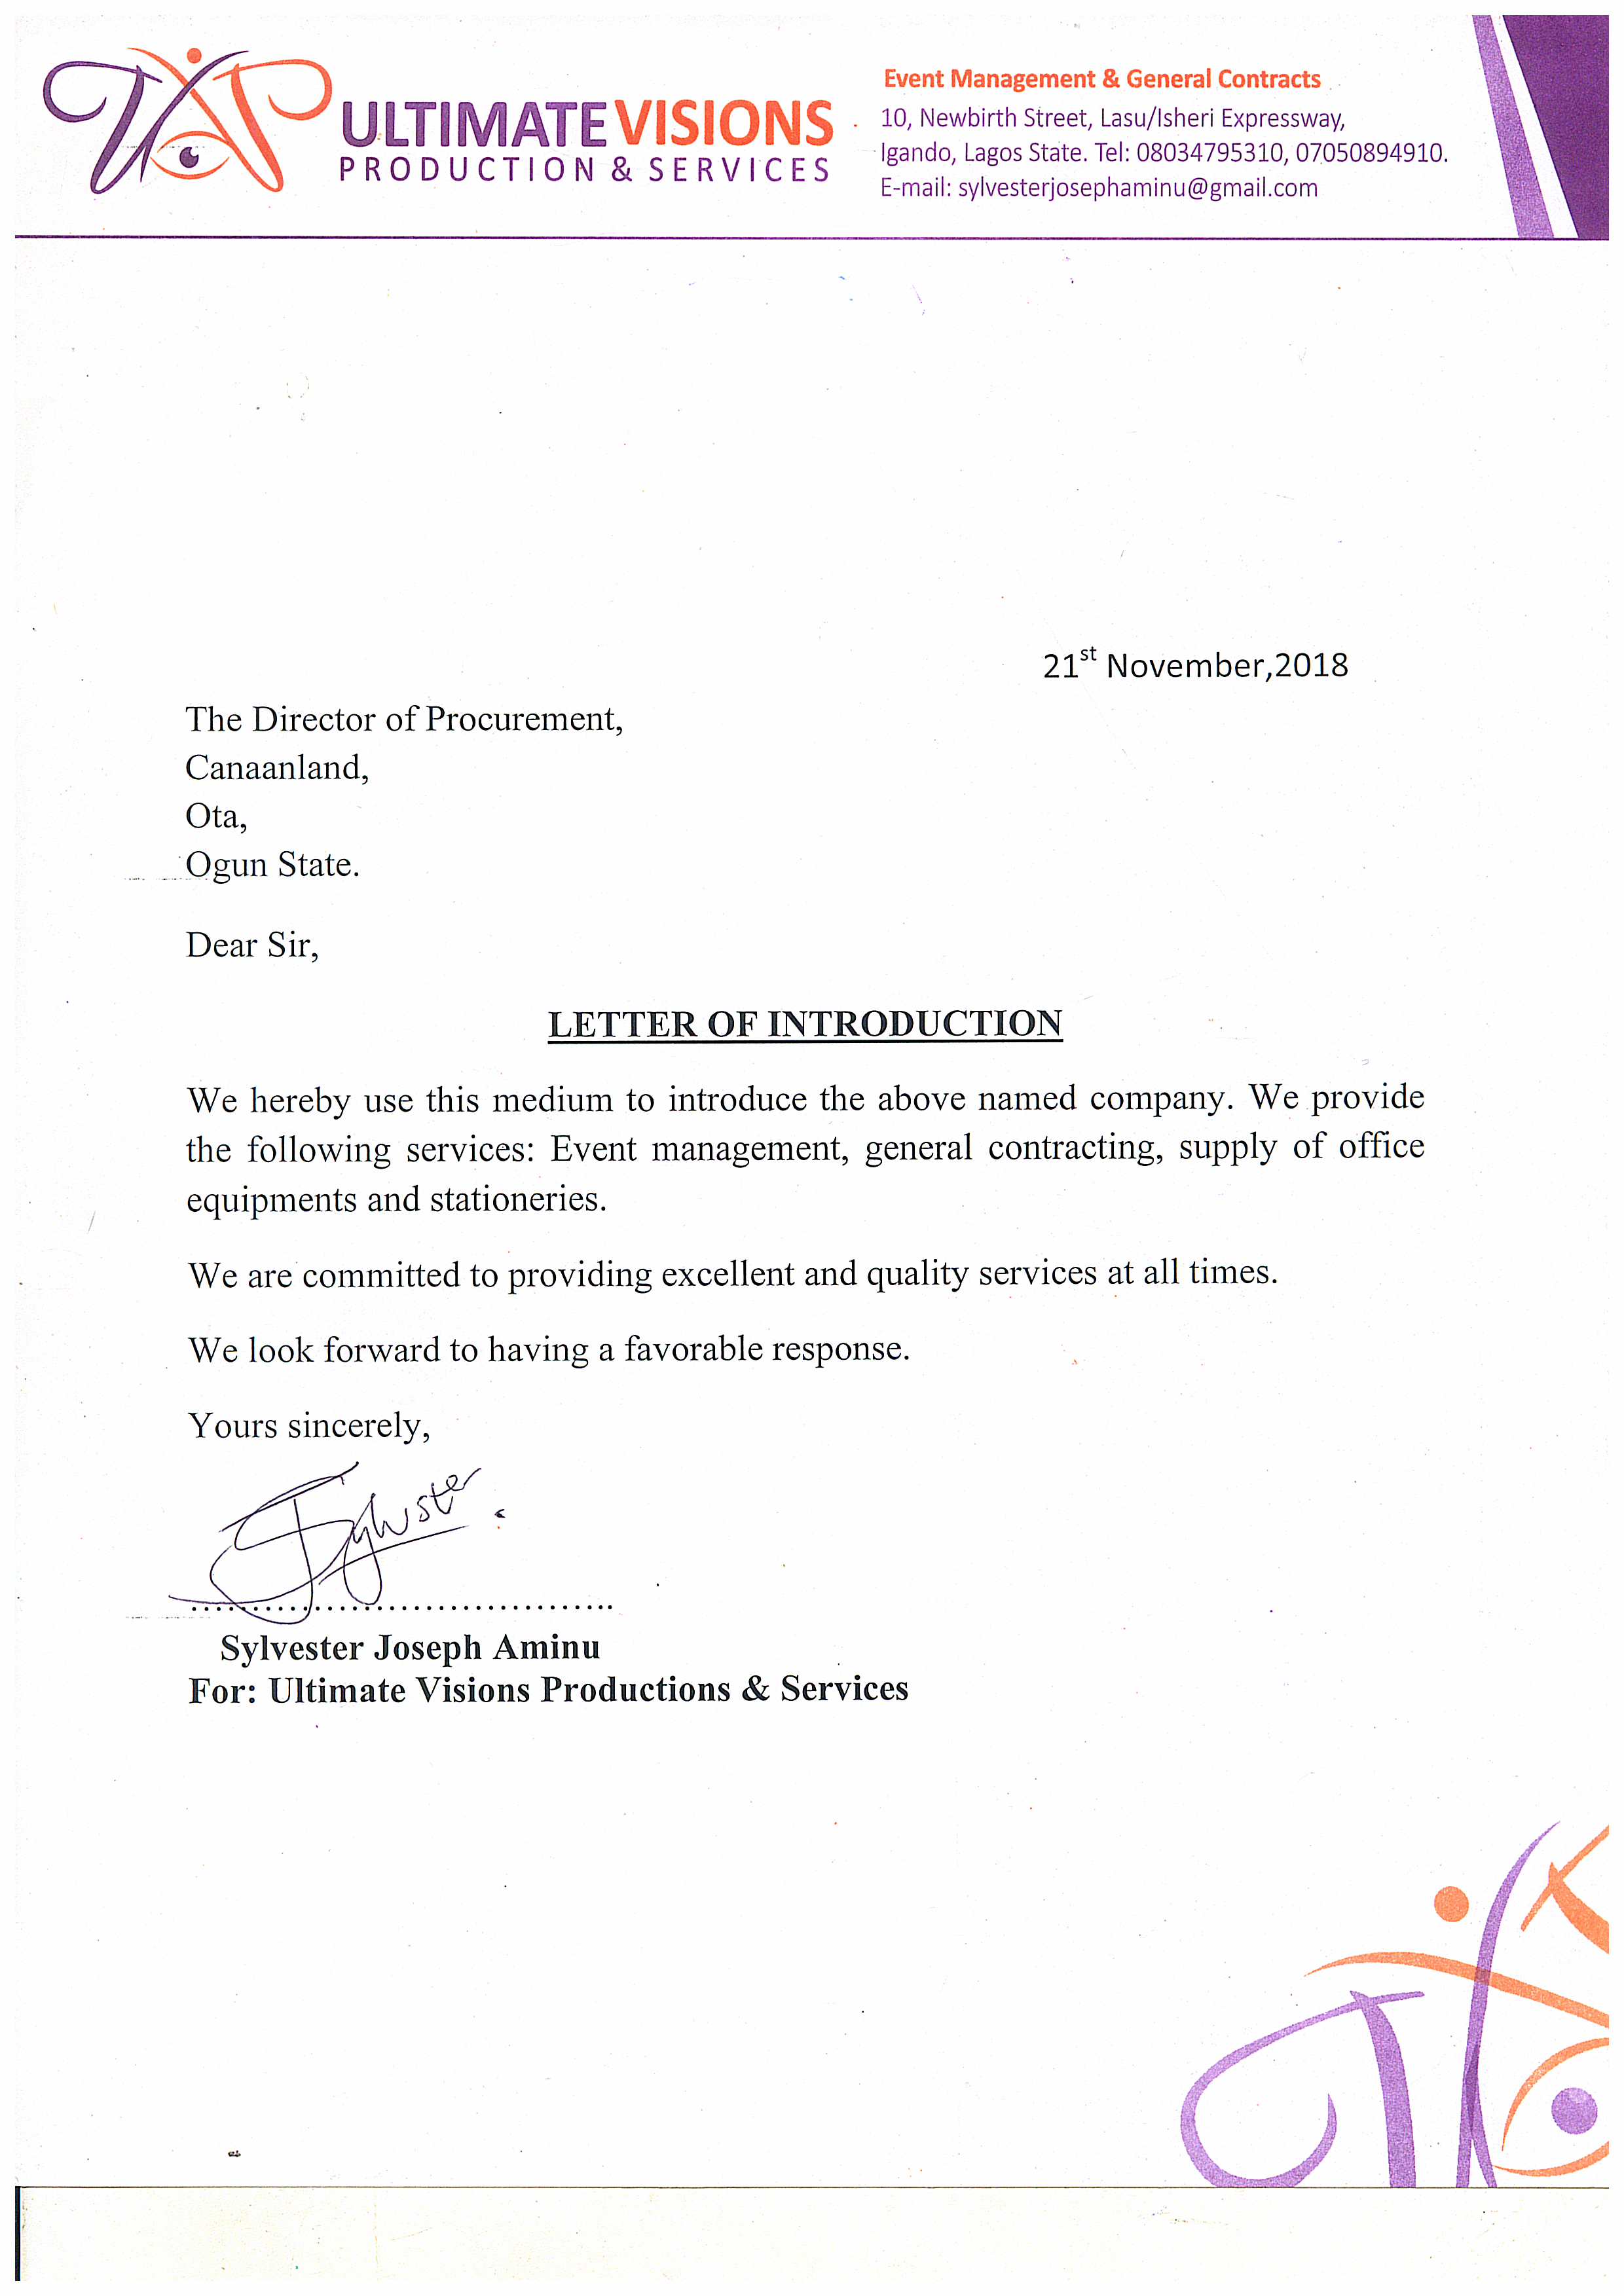 ULTIMATE VISIONS
PRODUCTION & SERVICES
Event Management & General Contracts
10, Newbirth Street, Lasu/Isheri Expressway,
Igando, Lagos State. Tel: 08034795310, 07050894910.
E-mail: sylvesterjosephaminu@gmail.com
21st November,2018
The Director of Procurement,
Canaanland,
Ota,
Ogun State.
Dear Sir,
LETTER OF INTRODUCTION
We hereby use this medium to introduce the above named company. We provide
the following services: Event management, general contracting, supply of office
equipments and stationeries.
We are committed to providing excellent and quality services at all times.
We look forward to having a favorable response.
Yours sincerely,
Sylvester
Sylvester Joseph Aminu
For: Ultimate Visions Productions & Services